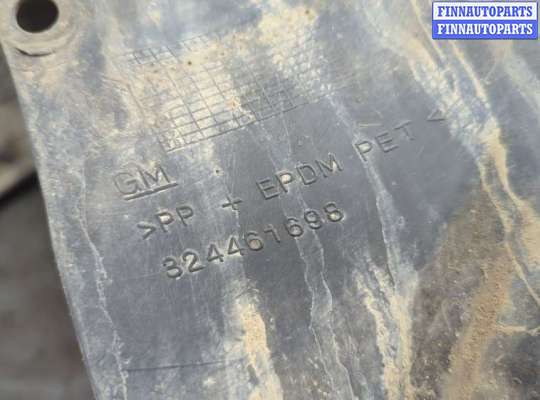 FINNAUTOPARTS
FINNAUTOPARTS
GM
>PP + EPDM PET<
324461698